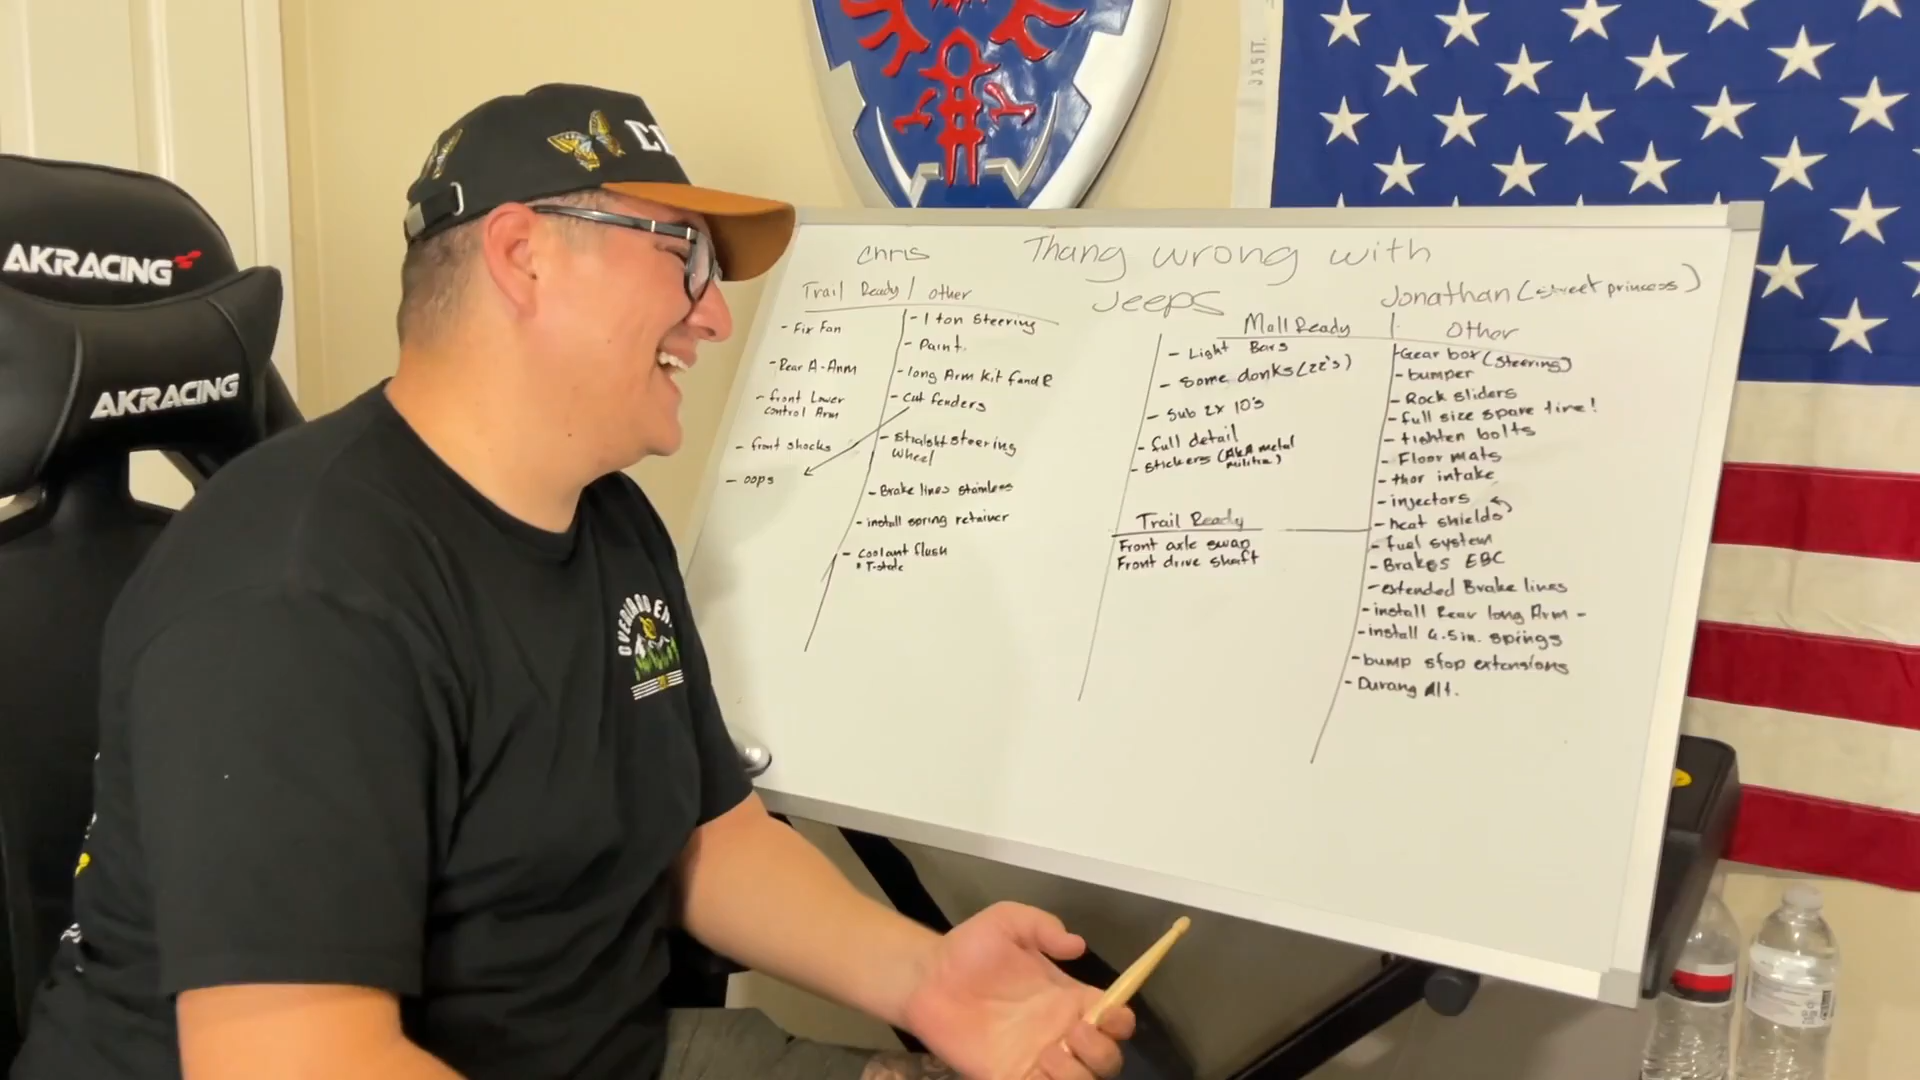 AKRACING
AKRACING
3X5FT.
Thang wrong with
Jeeps
Chris
Trail Ready / Other
- Fix Fan
- Rear A-Arm
- front Lower
control Arm
- front shocks
- oops
- 1 ton Steering
- Paint
- long Arm kit f and R
- Cut fenders
- Straight steering
wheel
- Brake lines stainless
- install spring retainer
- Coolant flush
Jonathan (street princess)
Mall Ready / Other
- Light Bars
- Some donks (22's)
- Sub 2x 10's
- full detail
- stickers (AKA metal
militia)
Trail Ready
Front axle swap
Front drive shaft
- Gear box (steering)
- bumper
- Rock sliders
- full size spare tire!
- tighten bolts
- Floor mats
- thor intake
- injectors
- heat shields
- fuel system
- Brakes EBC
- extended Brake lines
- install Rear long Arm -
- install 4.5in. springs
- bump stop extensions
- Durang Alt.